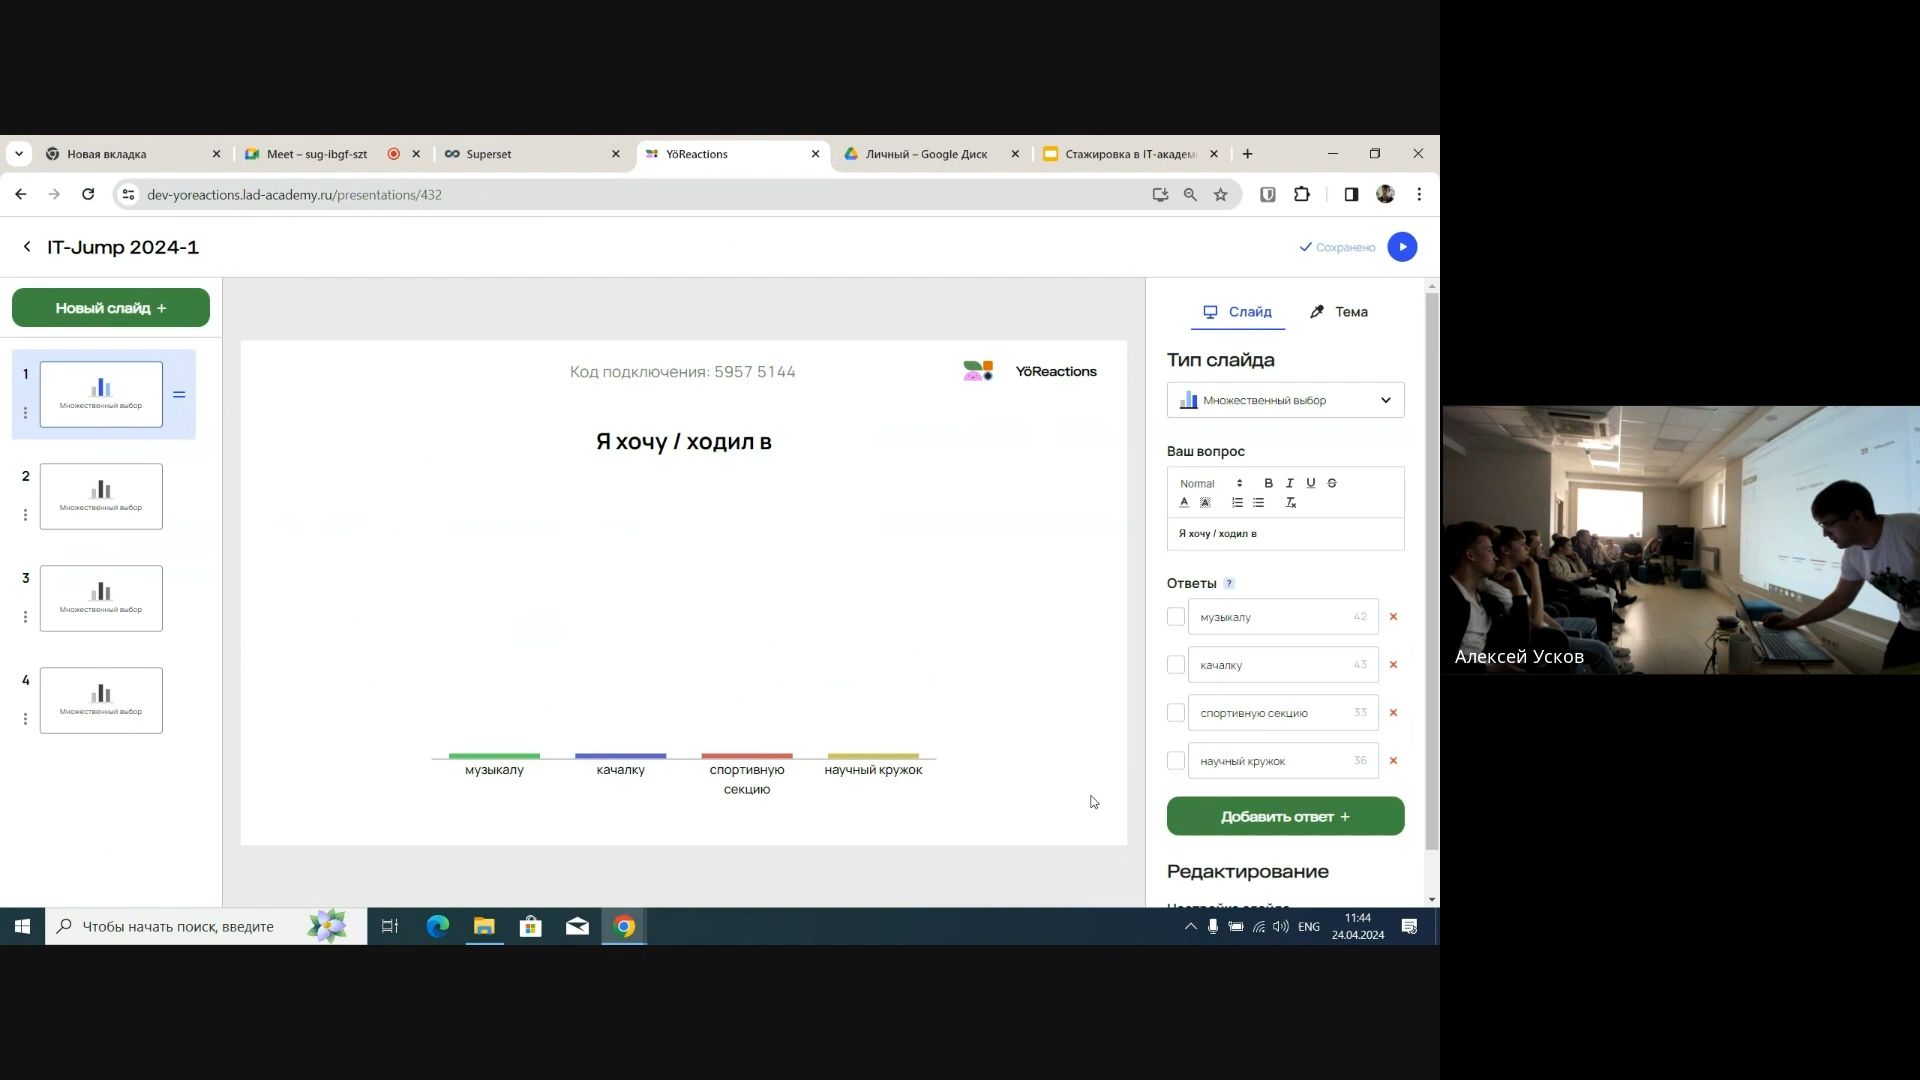 Новая вкладка
Meet – sug-ibgf-szt
Superset
YöReactions
Личный – Google Диск
Стажировка в IT-академ
dev-yoreactions.lad-academy.ru/presentations/432
IT-Jump 2024-1
Сохранено
Новый слайд +
1
Множественный выбор
2
Множественный выбор
3
Множественный выбор
4
Множественный выбор
Код подключения: 5957 5144
YöReactions
Я хочу / ходил в
музыкалу
качалку
спортивную
секцию
научный кружок
Слайд
Тема
Тип слайда
Множественный выбор
Ваш вопрос
Normal
B I U S
Я хочу / ходил в
Ответы ?
музыкалу 42
качалку 43
спортивную секцию 33
научный кружок 36
Добавить ответ +
Редактирование
Чтобы начать поиск, введите
ENG
11:44
24.04.2024
Алексей Усков